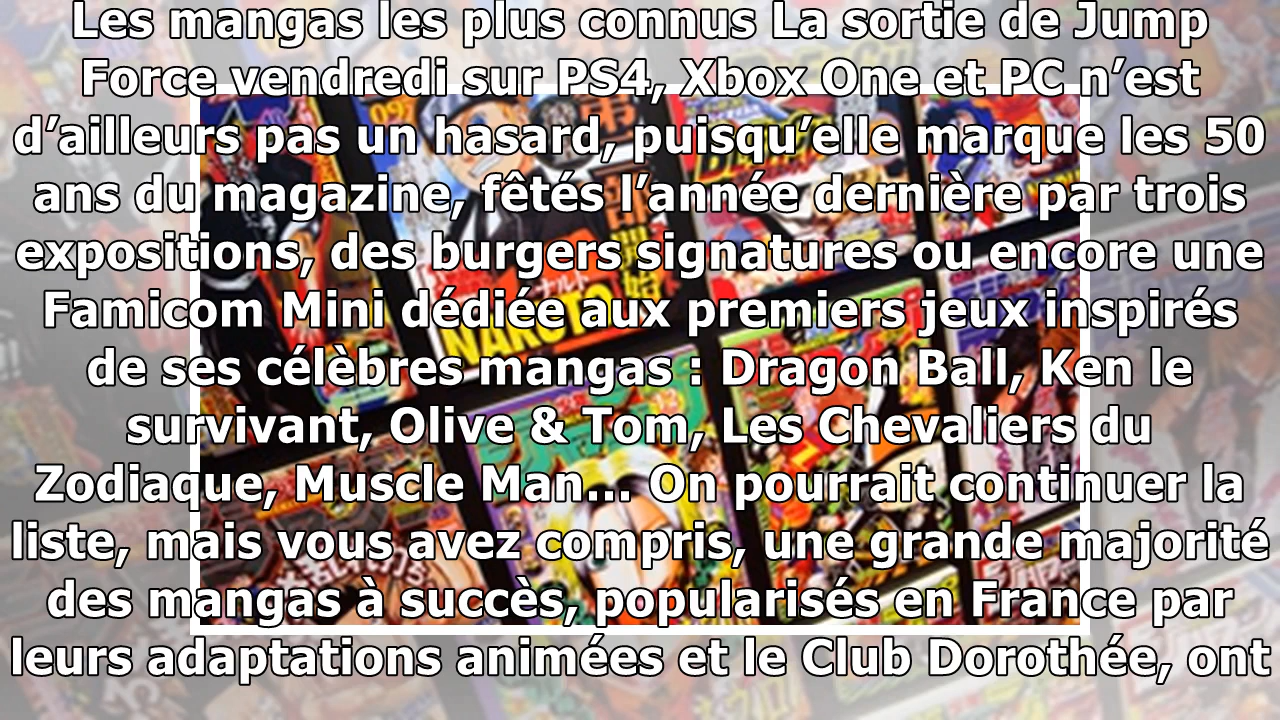 Les mangas les plus connus La sortie de Jump
Force vendredi sur PS4, Xbox One et PC n’est
d’ailleurs pas un hasard, puisqu’elle marque les 50
ans du magazine, fêtés l’année dernière par trois
expositions, des burgers signatures ou encore une
Famicom Mini dédiée aux premiers jeux inspirés
de ses célèbres mangas : Dragon Ball, Ken le
survivant, Olive & Tom, Les Chevaliers du
Zodiaque, Muscle Man... On pourrait continuer la
liste, mais vous avez compris, une grande majorité
des mangas à succès, popularisés en France par
leurs adaptations animées et le Club Dorothée, ont
NARUTO